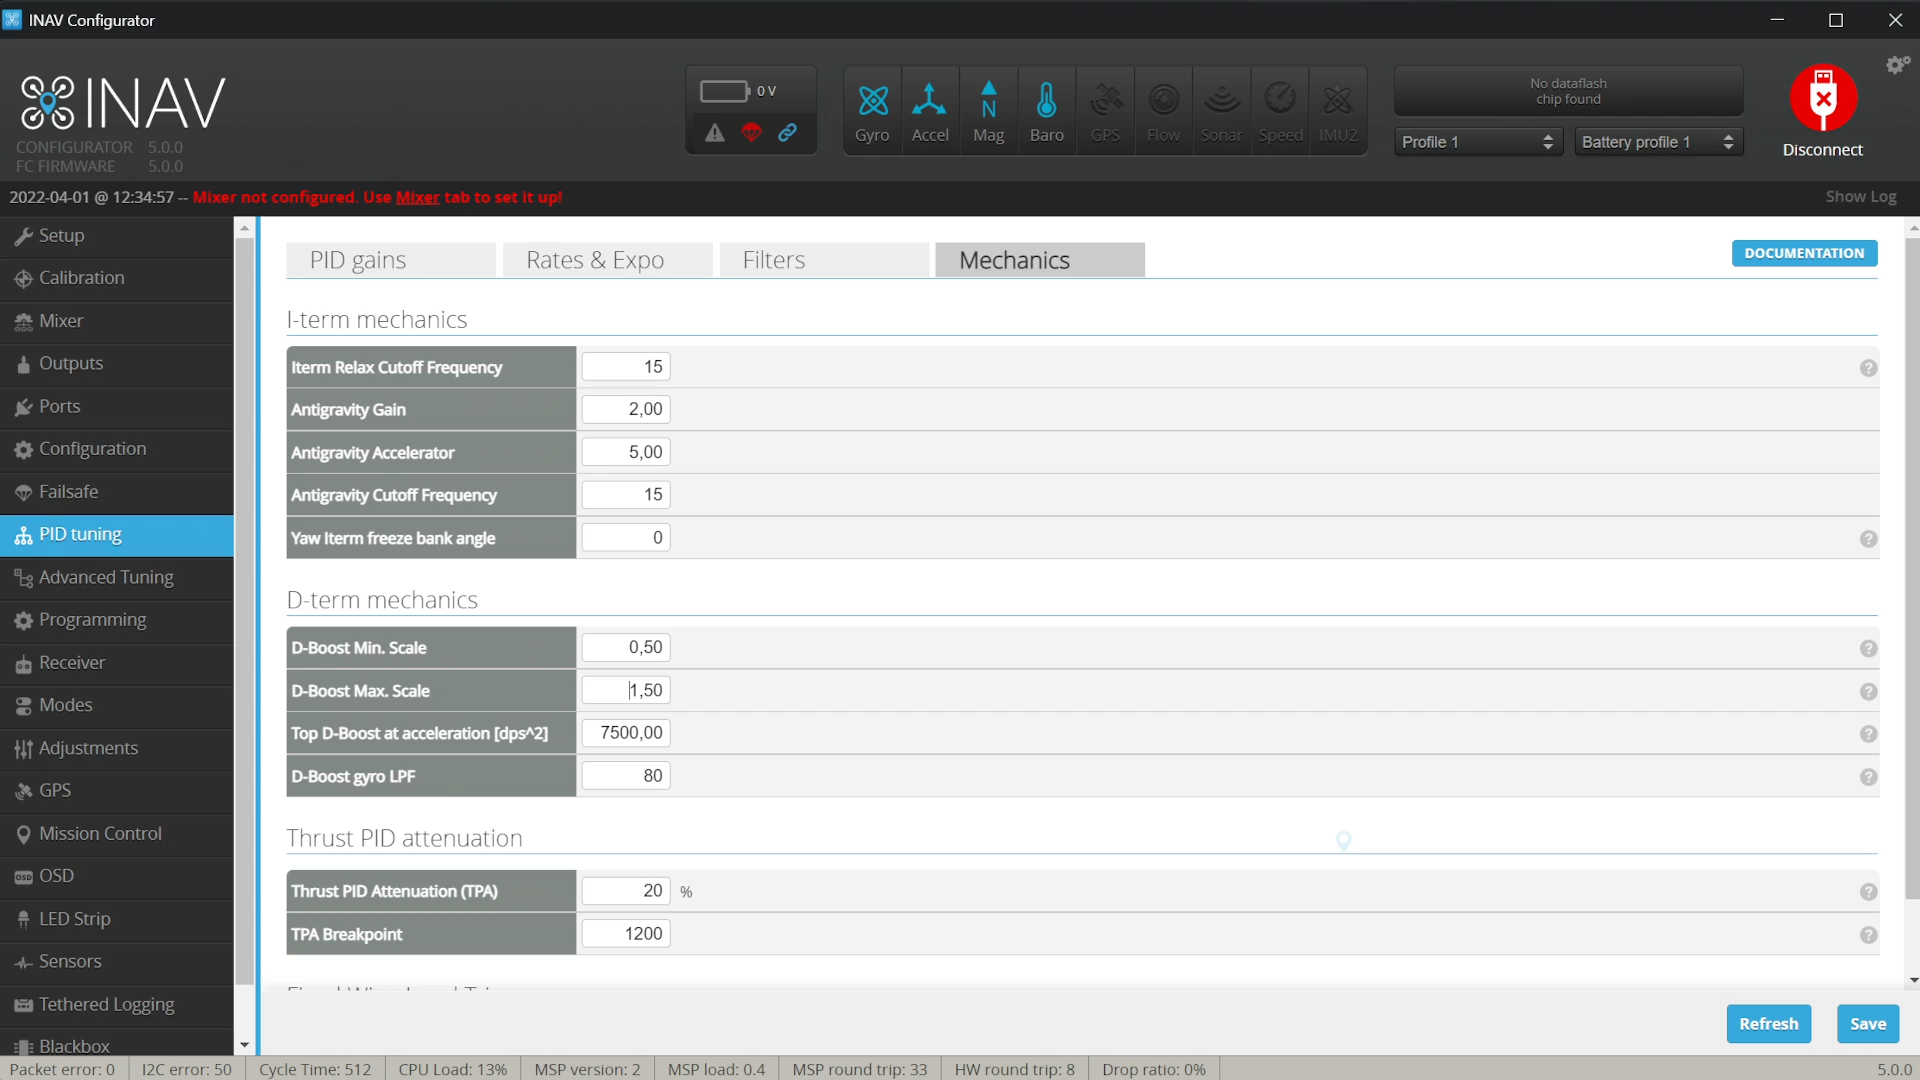 INAV Configurator
INAV
CONFIGURATOR 5.0.0
FC FIRMWARE 5.0.0
0 V
Gyro Accel Mag Baro GPS Flow Sonar Speed IMU2
N
No dataflash
chip found
Profile 1 Battery profile 1
Disconnect
2022-04-01 @ 12:34:57 -- Mixer not configured. Use Mixer tab to set it up!
Show Log
Setup
Calibration
Mixer
Outputs
Ports
Configuration
Failsafe
PID tuning
Advanced Tuning
Programming
Receiver
Modes
Adjustments
GPS
Mission Control
OSD OSD
LED Strip
Sensors
Tethered Logging
Blackbox
PID gains Rates & Expo Filters Mechanics
DOCUMENTATION
I-term mechanics
Iterm Relax Cutoff Frequency 15 ?
Antigravity Gain 2,00
Antigravity Accelerator 5,00
Antigravity Cutoff Frequency 15
Yaw Iterm freeze bank angle 0 ?
D-term mechanics
D-Boost Min. Scale 0,50 ?
D-Boost Max. Scale 1,50 ?
Top D-Boost at acceleration [dps^2] 7500,00 ?
D-Boost gyro LPF 80 ?
Thrust PID attenuation
Thrust PID Attenuation (TPA) 20 % ?
TPA Breakpoint 1200 ?
Refresh Save
Packet error: 0 I2C error: 50 Cycle Time: 512 CPU Load: 13% MSP version: 2 MSP load: 0.4 MSP round trip: 33 HW round trip: 8 Drop ratio: 0% 5.0.0